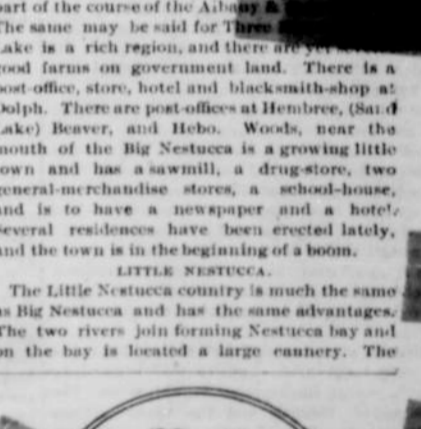 part of the course of the Albany &
The same may be said for Three
Lake is a rich region, and there are yet several
good farms on government land. There is a
post-office, store, hotel and blacksmith-shop at
Dolph. There are post-offices at Hembree, (Sand
Lake) Beaver, and Hebo. Woods, near the
mouth of the Big Nestucca is a growing little
town and has a sawmill, a drug-store, two
general-merchandise stores, a school-house,
and is to have a newspaper and a hotel.
Several residences have been erected lately,
and the town is in the beginning of a boom.
LITTLE NESTUCCA.
The Little Nestucca country is much the same
as Big Nestucca and has the same advantages.
The two rivers join forming Nestucca bay and
on the bay is located a large cannery. The